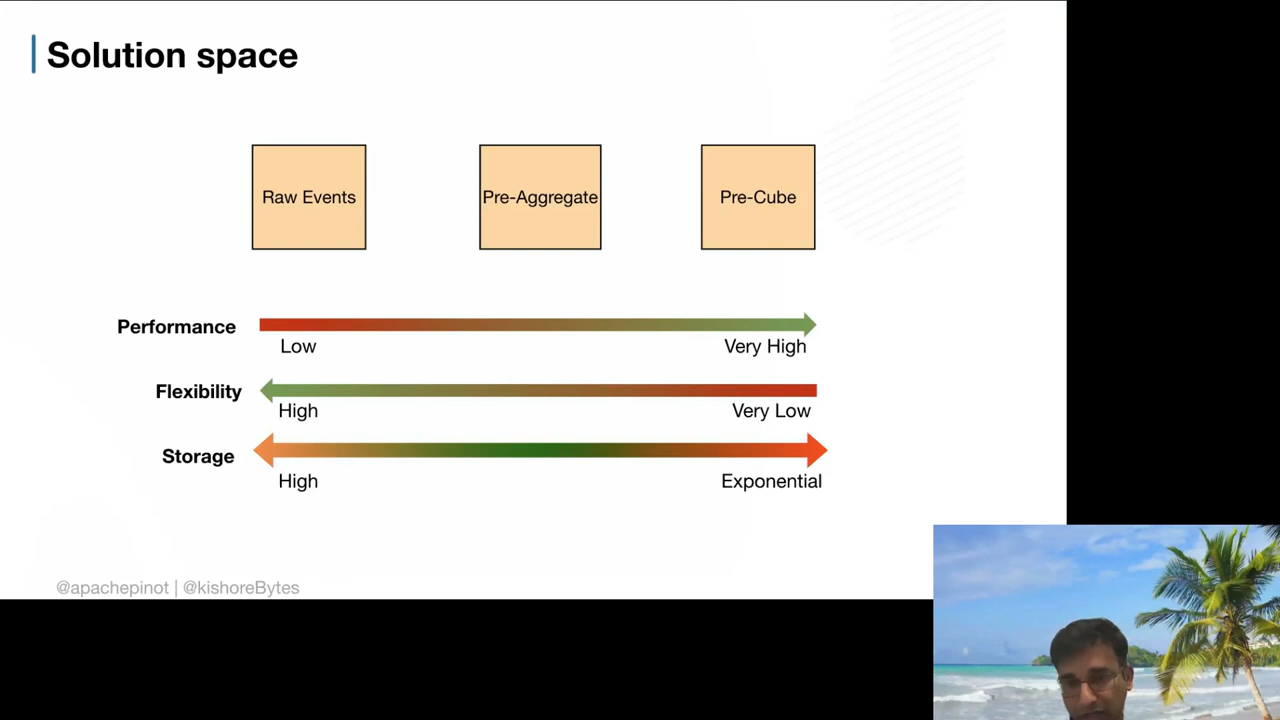 Solution space
Raw Events
Pre-Aggregate
Pre-Cube
Performance
Low
Very High
Flexibility
High
Very Low
Storage
High
Exponential
@apachepinot | @kishoreBytes